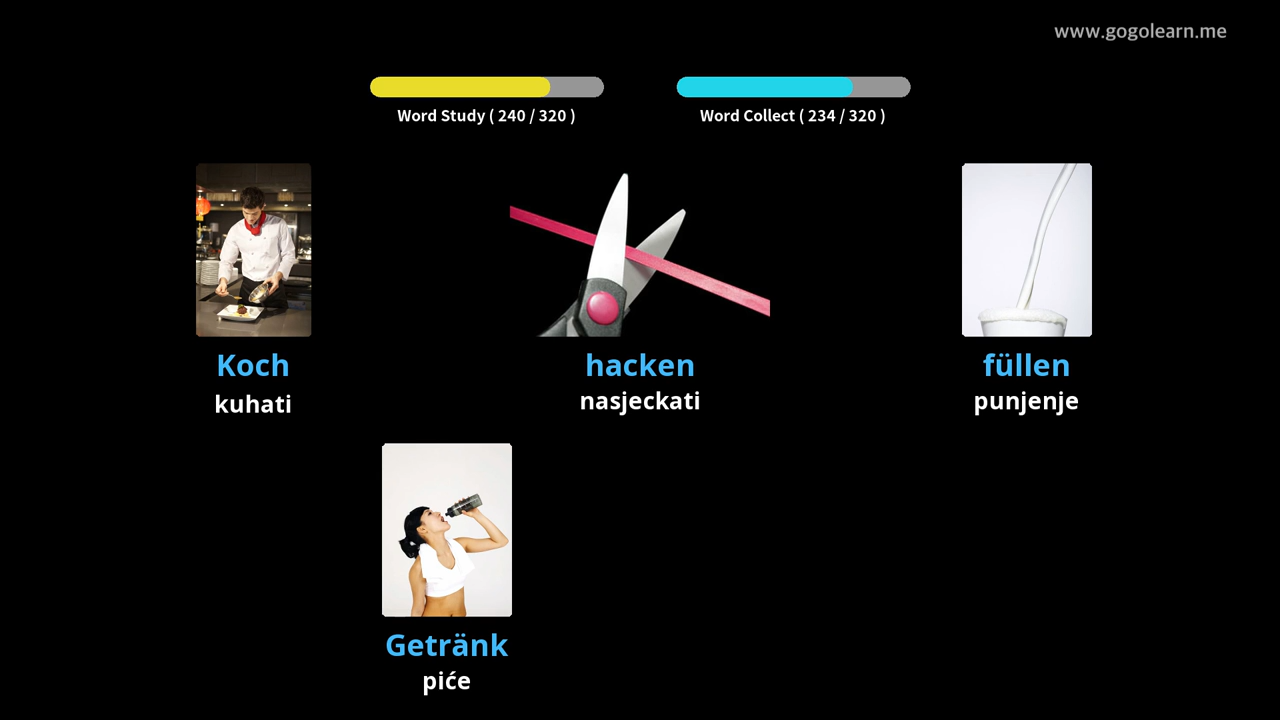 www.gogolearn.me
Word Study ( 240 / 320 )
Word Collect ( 234 / 320 )
Koch
kuhati
hacken
nasjeckati
füllen
punjenje
Getränk
piće